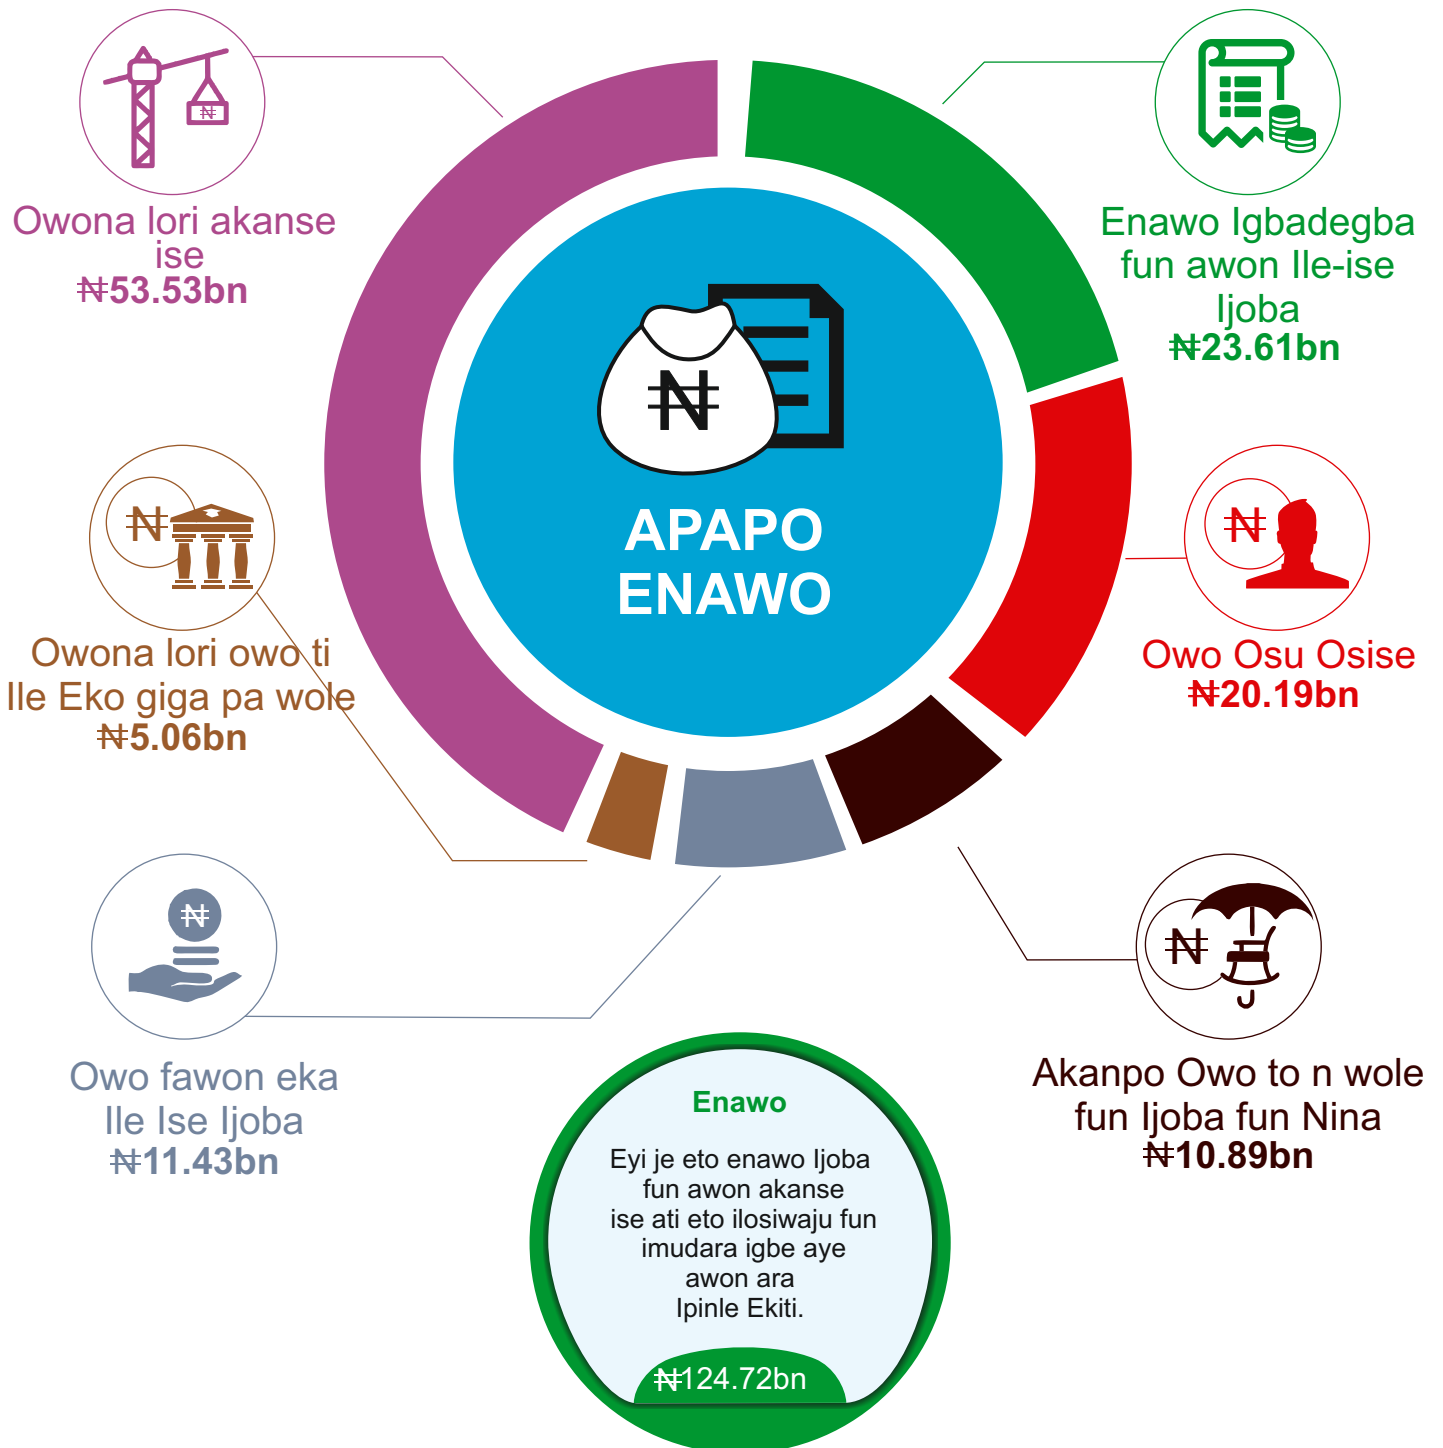 Owona lori akanse
ise
₦53.53bn
Enawo Igbadegba
fun awon Ile-ise
Ijoba
₦23.61bn
₦
₦
APAPO
ENAWO
₦
Owona lori owo ti
Ile Eko giga pa wole
₦5.06bn
₦
Owo Osu Osise
₦20.19bn
₦
Owo fawon eka
Ile Ise Ijoba
₦11.43bn
₦
Akanpo Owo to n wole
fun Ijoba fun Nina
₦10.89bn
Enawo
Eyi je eto enawo Ijoba
fun awon akanse
ise ati eto ilosiwaju fun
imudara igbe aye
awon ara
Ipinle Ekiti.
₦124.72bn